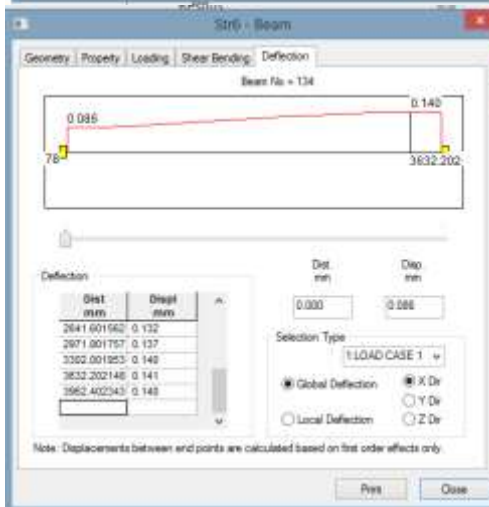 Str6 - Beam
Geometry Property Loading Shear Bending Deflection
Beam No = 134
0.086
0.140
78
3632.202
Deflection
Dist mm
Displ mm
2641.601562 0.132
2971.801757 0.137
3302.001953 0.140
3632.202148 0.141
3962.402343 0.140
Dist mm
Disp mm
0.000
0.086
Selection Type
1:LOAD CASE 1
Global Deflection
X Dir
Y Dir
Local Deflection
Z Dir
Note: Displacements between end points are calculated based on first order effects only.
Print
Close